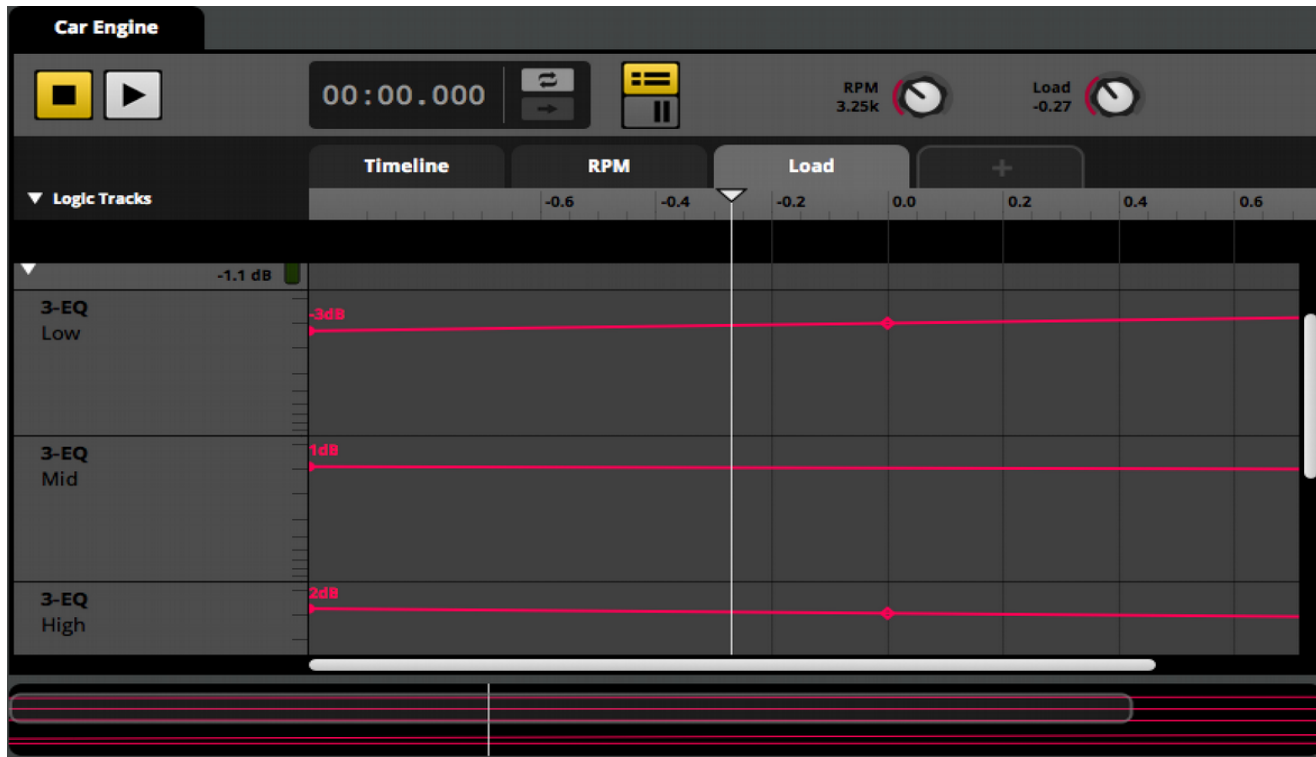 Car Engine
00:00.000
RPM
3.25k
Load
-0.27
Timeline
RPM
Load
+
Logic Tracks
-0.6
-0.4
-0.2
0.0
0.2
0.4
0.6
-1.1 dB
3-EQ
Low
-3dB
3-EQ
Mid
1dB
3-EQ
High
2dB